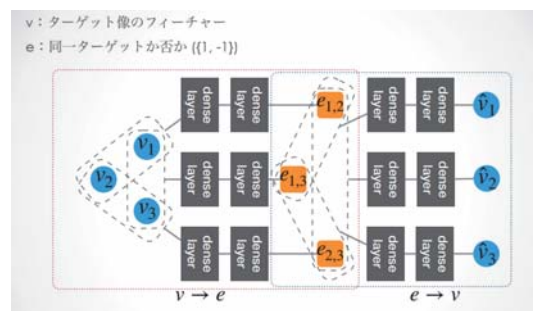 v：ターゲット像のフィーチャー
e：同一ターゲットか否か ({1, -1})
dense layer
dense layer
e1,2
dense layer
dense layer
v̂1
v1
v2
dense layer
dense layer
e1,3
dense layer
dense layer
v̂2
v3
dense layer
dense layer
e2,3
dense layer
dense layer
v̂3
v → e
e → v